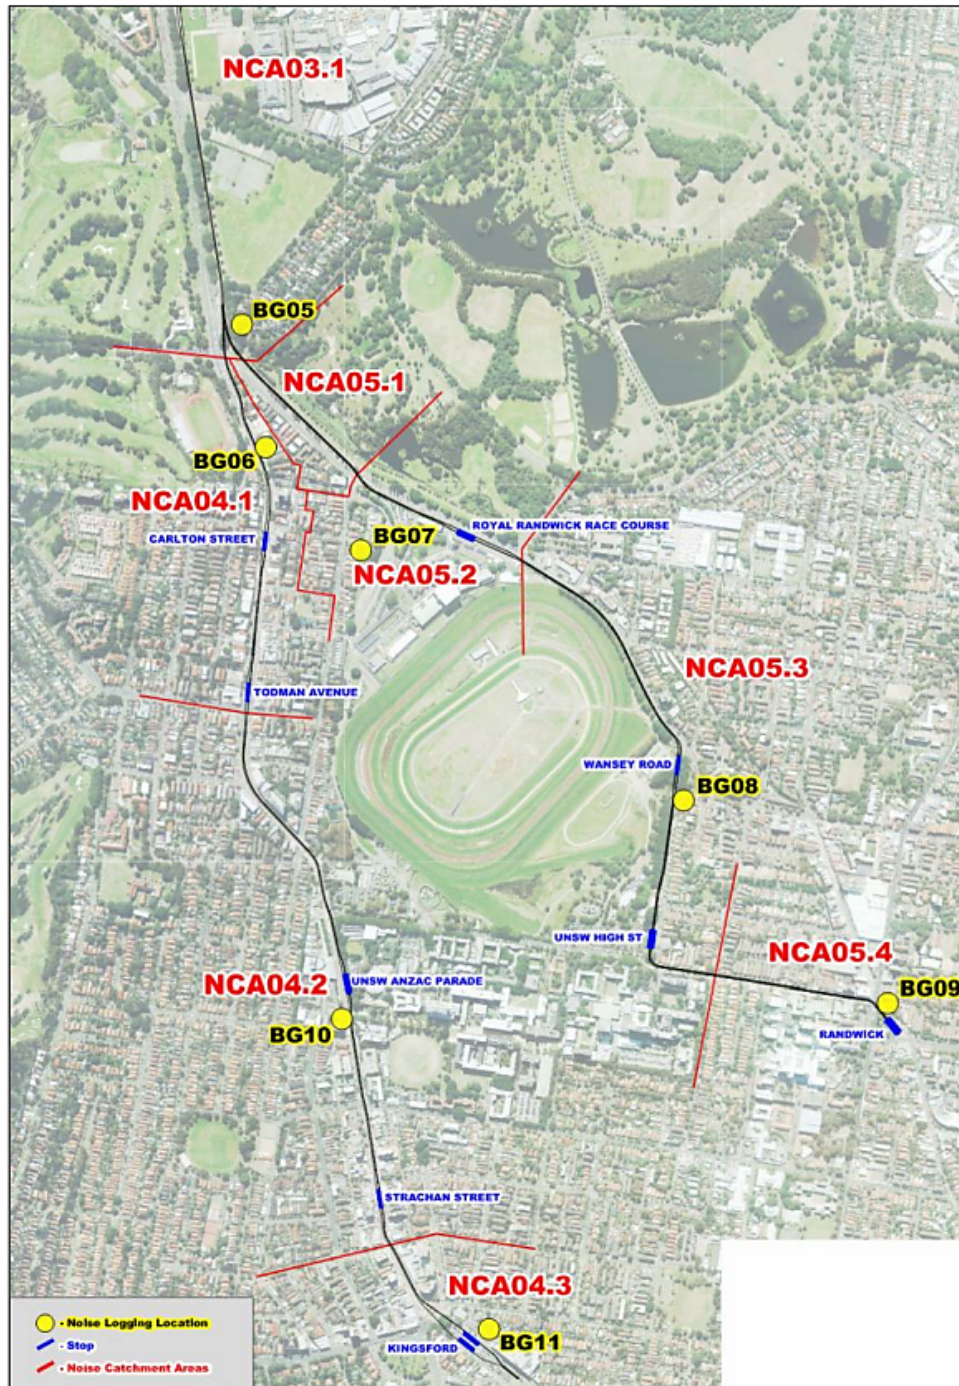 NCA03.1
BG05
NCA05.1
BG06
NCA04.1
CARLTON STREET
ROYAL RANDWICK RACE COURSE
BG07
NCA05.2
NCA05.3
TODMAN AVENUE
WANSEY ROAD
BG08
UNSW HIGH ST
NCA05.4
NCA04.2
UNSW ANZAC PARADE
BG09
BG10
RANDWICK
STRACHAN STREET
NCA04.3
BG11
KINGSFORD
- Noise Logging Location
- Stop
- Noise Catchment Areas